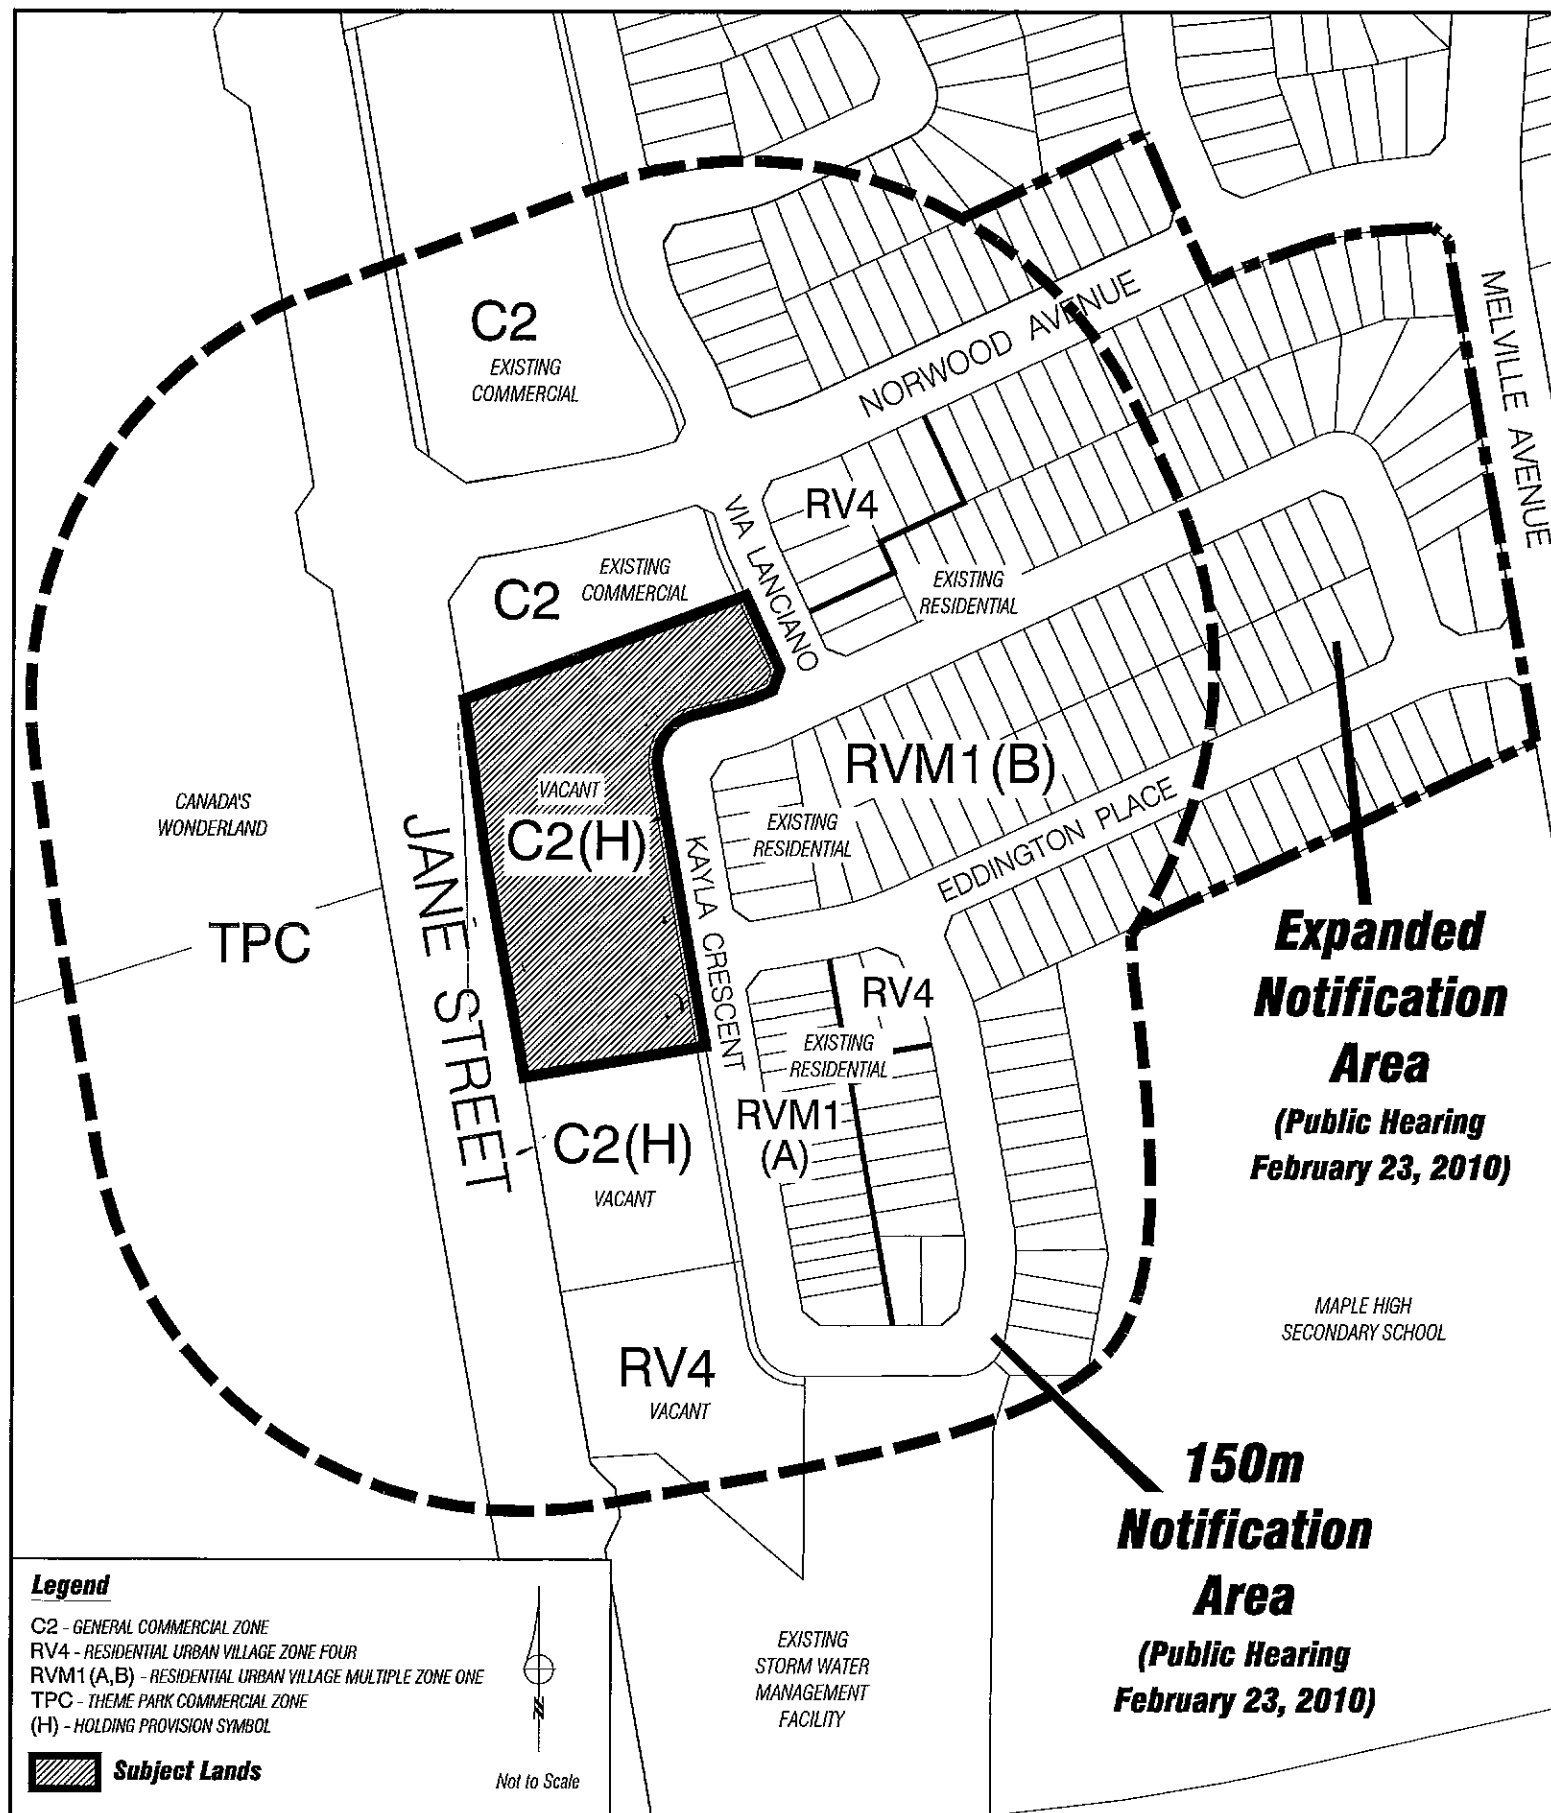 C2
EXISTING
COMMERCIAL
NORWOOD AVENUE
MELVILLE AVENUE
RV4
VIA LANCIANO
EXISTING
COMMERCIAL
C2
EXISTING
RESIDENTIAL
CANADA'S
WONDERLAND
VACANT
C2(H)
RVM1(B)
EXISTING
RESIDENTIAL
EDDINGTON PLACE
JANE STREET
KAYLA CRESCENT
TPC
RV4
EXISTING
RESIDENTIAL
RVM1
(A)
C2(H)
VACANT
RV4
VACANT
Expanded
Notification
Area
(Public Hearing
February 23, 2010)
MAPLE HIGH
SECONDARY SCHOOL
150m
Notification
Area
(Public Hearing
February 23, 2010)
EXISTING
STORM WATER
MANAGEMENT
FACILITY
Legend
C2 - GENERAL COMMERCIAL ZONE
RV4 - RESIDENTIAL URBAN VILLAGE ZONE FOUR
RVM1(A,B) - RESIDENTIAL URBAN VILLAGE MULTIPLE ZONE ONE
TPC - THEME PARK COMMERCIAL ZONE
(H) - HOLDING PROVISION SYMBOL
Subject Lands
N
Not to Scale